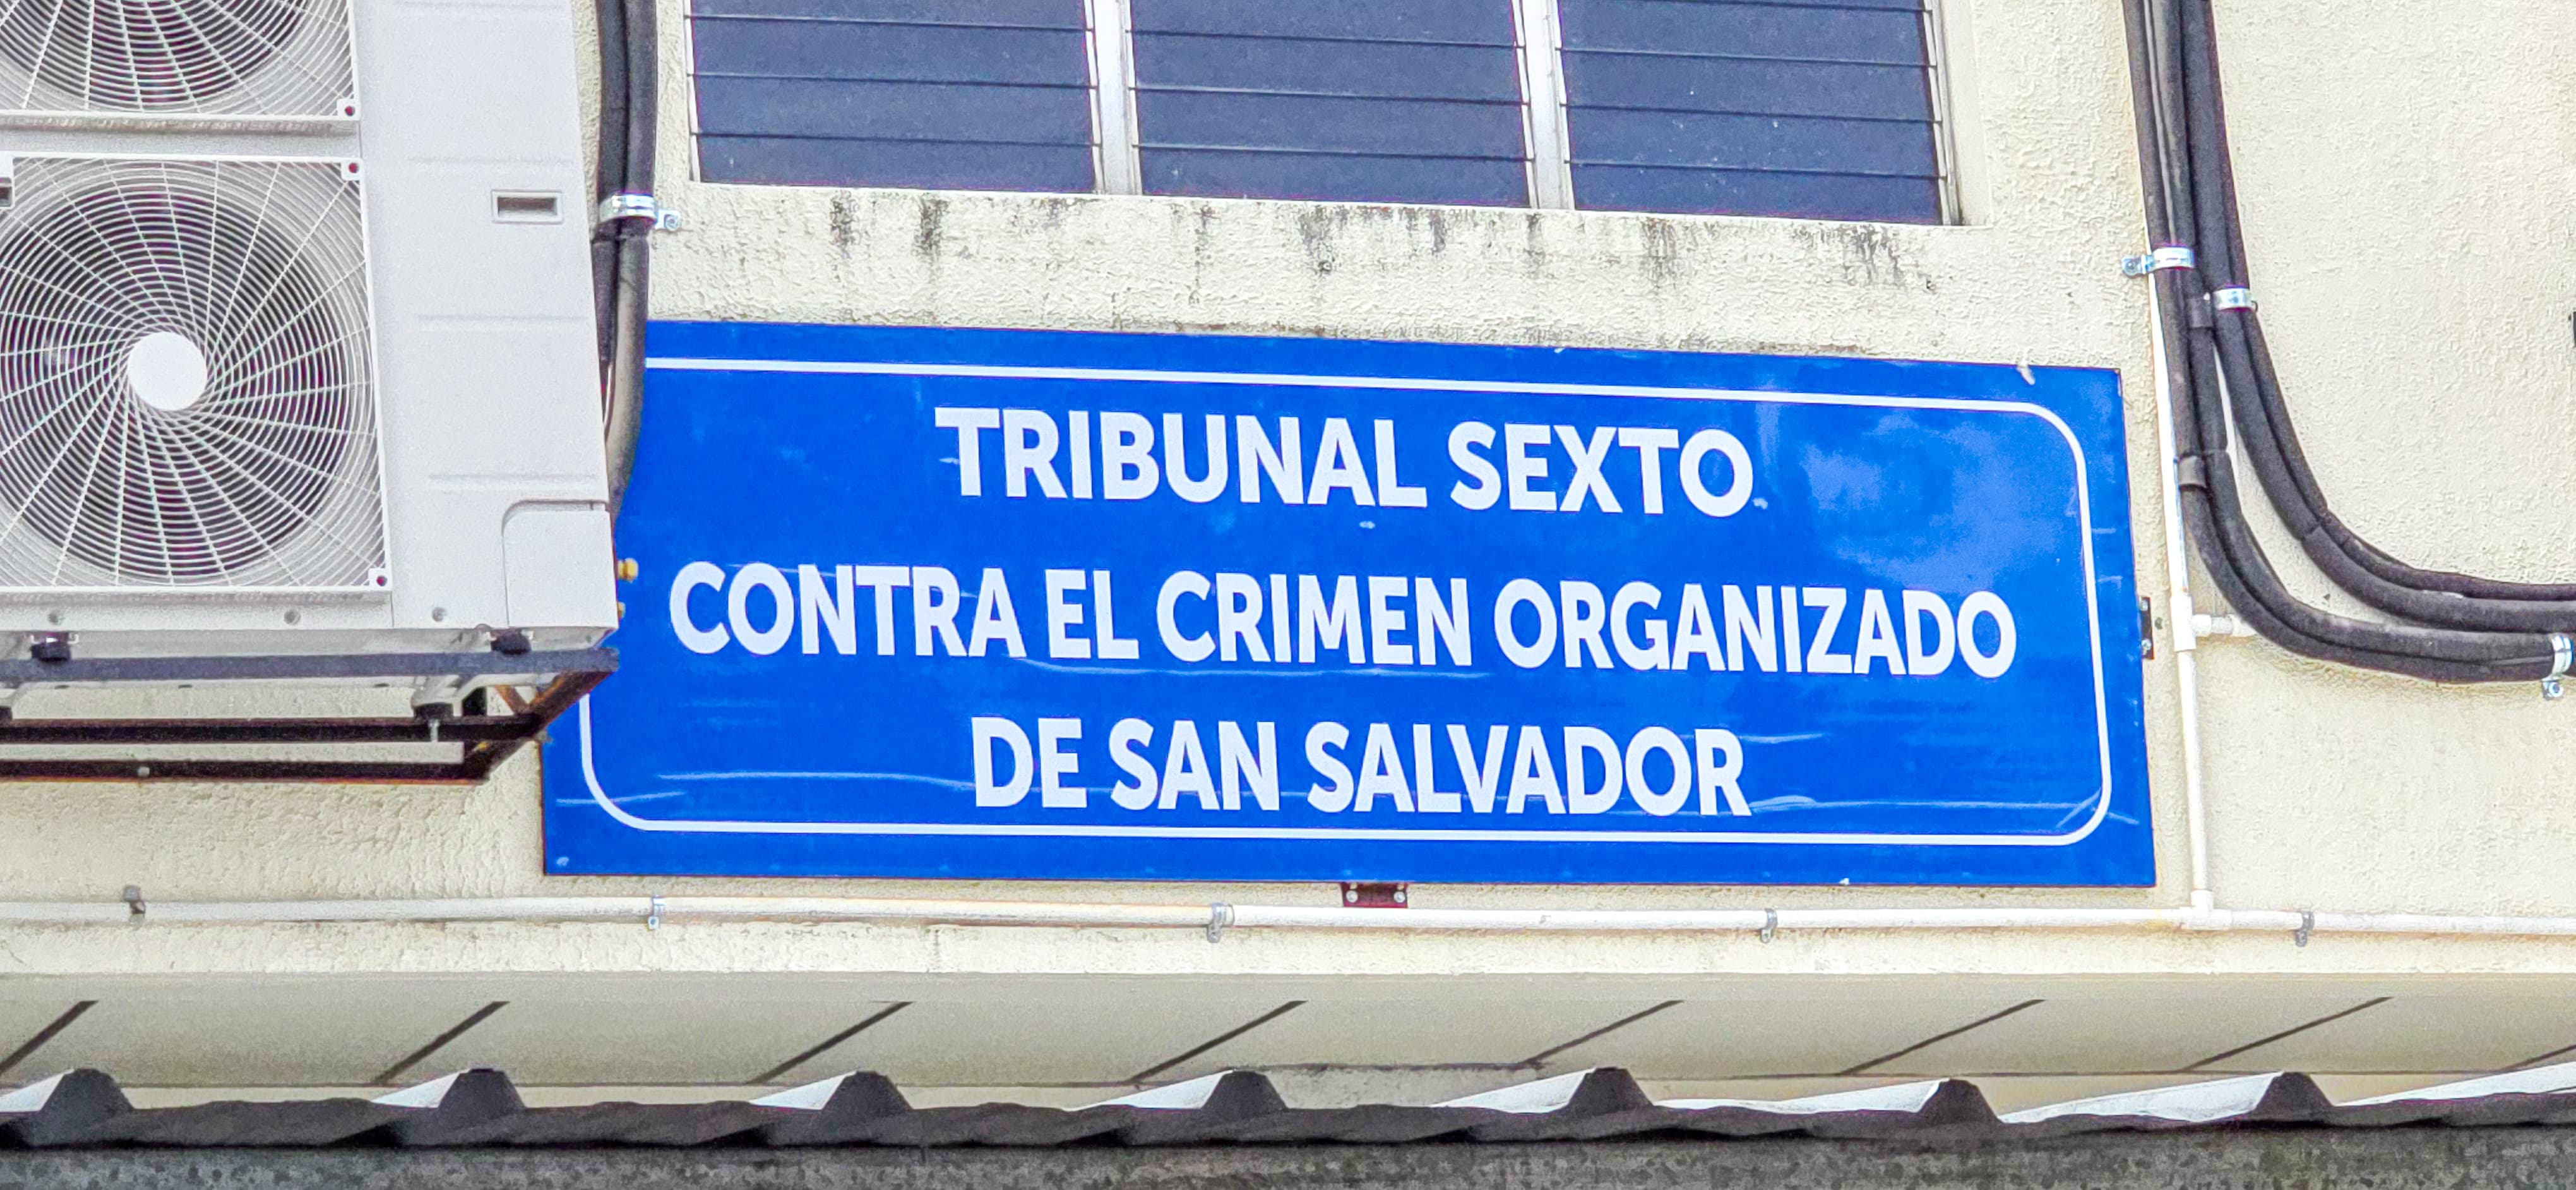 TRIBUNAL SEXTO
CONTRA EL CRIMEN ORGANIZADO
DE SAN SALVADOR